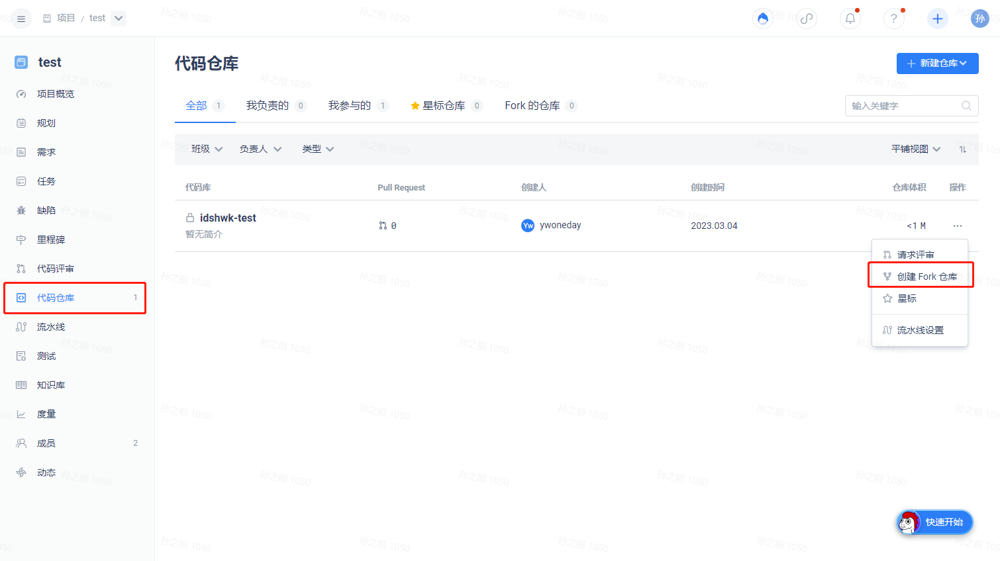 项目 / test
?
孙
test
代码仓库
新建仓库
项目概览
全部 1
我负责的 0
我参与的 1
星标仓库 0
Fork 的仓库 0
输入关键字
规划
班级
负责人
类型
平铺视图
需求
任务
代码库
Pull Request
创建人
创建时间
仓库体积
操作
缺陷
idshwk-test
暂无简介
0
Yw
ywoneday
2023.03.04
<1 M
里程碑
请求评审
代码评审
创建 Fork 仓库
代码仓库 1
星标
流水线
流水线设置
测试
知识库
度量
成员 2
动态
快速开始